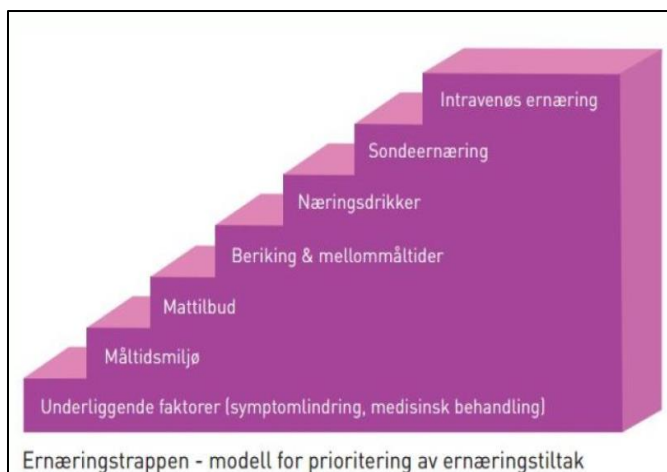 Intravenøs ernæring
Sondeernæring
Næringsdrikker
Beriking & mellommåltider
Mattilbud
Måltidsmiljø
Underliggende faktorer (symptomlindring, medisinsk behandling)
Ernæringstrappen - modell for prioritering av ernæringstiltak